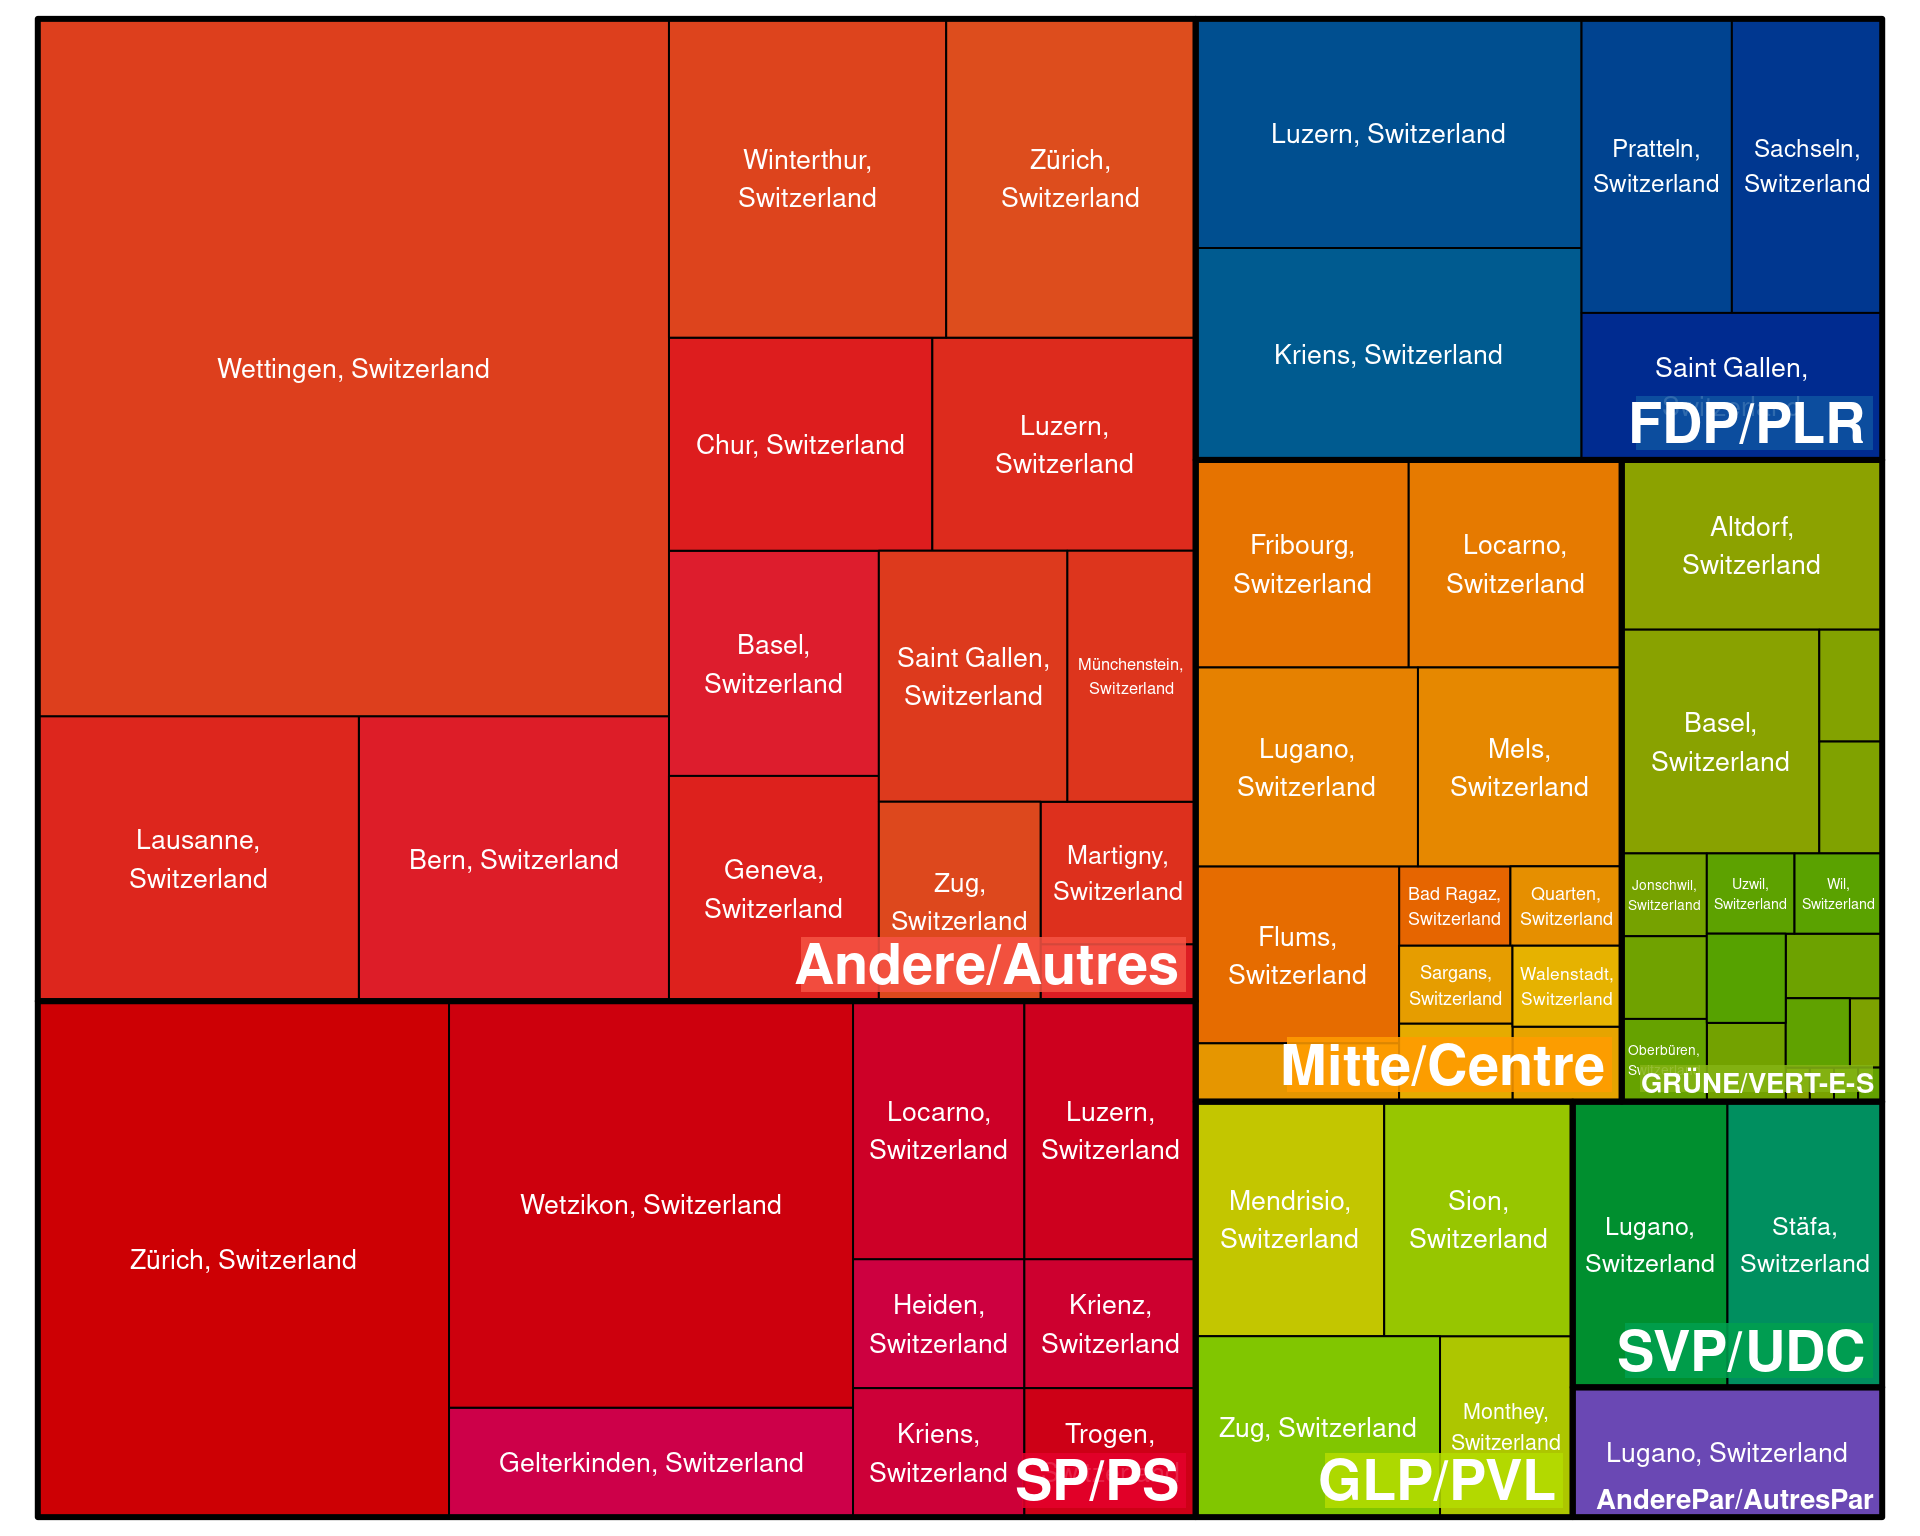 Wettingen, Switzerland
Winterthur,
Switzerland
Zürich,
Switzerland
Chur, Switzerland
Luzern,
Switzerland
Basel,
Switzerland
Saint Gallen,
Switzerland
Münchenstein,
Switzerland
Lausanne,
Switzerland
Bern, Switzerland
Geneva,
Switzerland
Zug,
Switzerland
Martigny,
Switzerland
Andere/Autres
Zürich, Switzerland
Wetzikon, Switzerland
Gelterkinden, Switzerland
Locarno,
Switzerland
Luzern,
Switzerland
Heiden,
Switzerland
Krienz,
Switzerland
Kriens,
Switzerland
Trogen,
Switzerland
SP/PS
Luzern, Switzerland
Kriens, Switzerland
Pratteln,
Switzerland
Sachseln,
Switzerland
Saint Gallen,
Switzerland
FDP/PLR
Fribourg,
Switzerland
Locarno,
Switzerland
Lugano,
Switzerland
Mels,
Switzerland
Flums,
Switzerland
Bad Ragaz,
Switzerland
Quarten,
Switzerland
Sargans,
Switzerland
Walenstadt,
Switzerland
Mitte/Centre
Altdorf,
Switzerland
Basel,
Switzerland
Jonschwil,
Switzerland
Uzwil,
Switzerland
Wil,
Switzerland
Oberbüren,
Switzerland
GRÜNE/VERT-E-S
Mendrisio,
Switzerland
Sion,
Switzerland
Zug, Switzerland
Monthey,
Switzerland
GLP/PVL
Lugano,
Switzerland
Stäfa,
Switzerland
SVP/UDC
Lugano, Switzerland
AnderePar/AutresPar